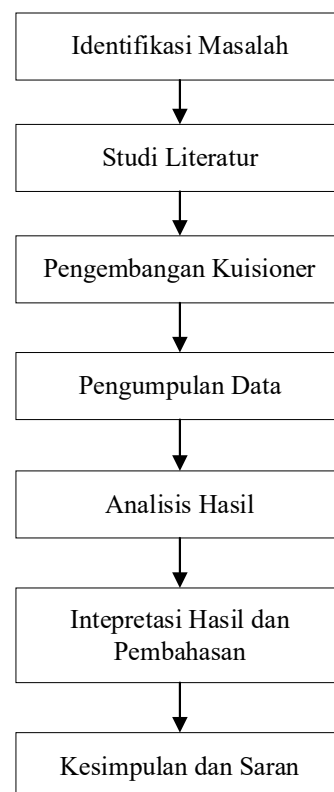 Identifikasi Masalah
Studi Literatur
Pengembangan Kuisioner
Pengumpulan Data
Analisis Hasil
Intepretasi Hasil dan
Pembahasan
Kesimpulan dan Saran